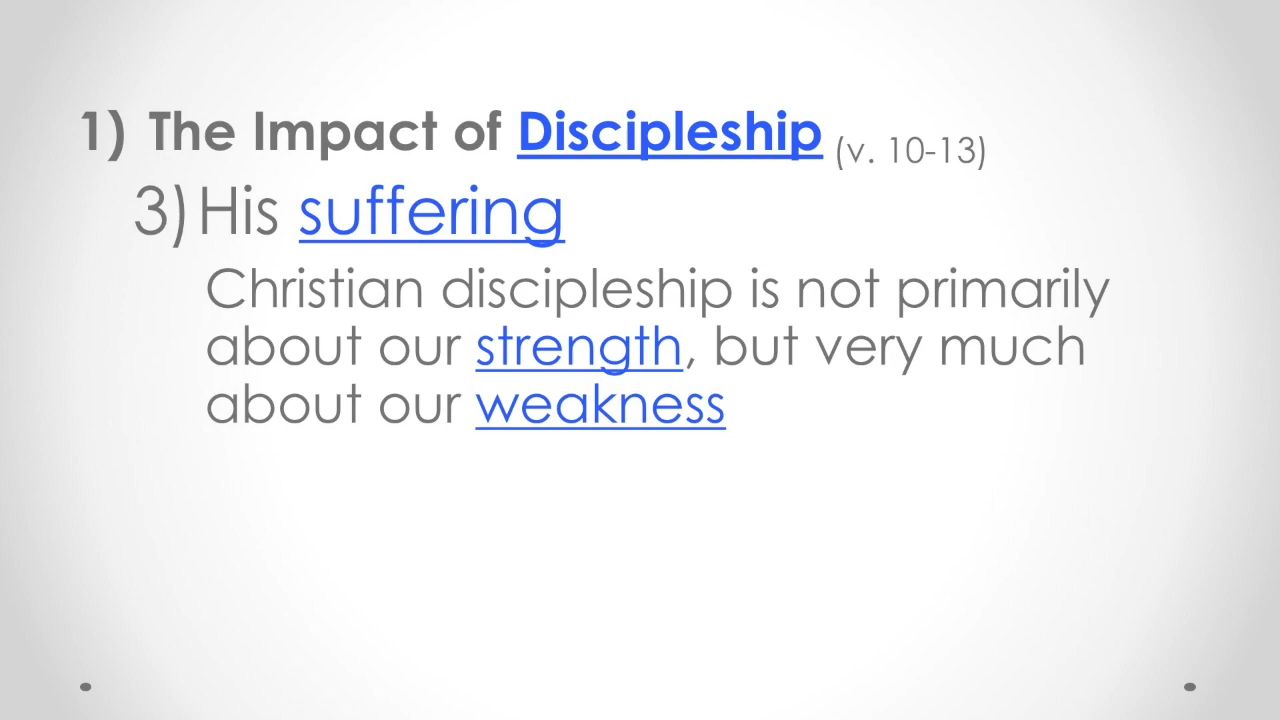 1) The Impact of Discipleship (v. 10-13)
3) His suffering
Christian discipleship is not primarily
about our strength, but very much
about our weakness